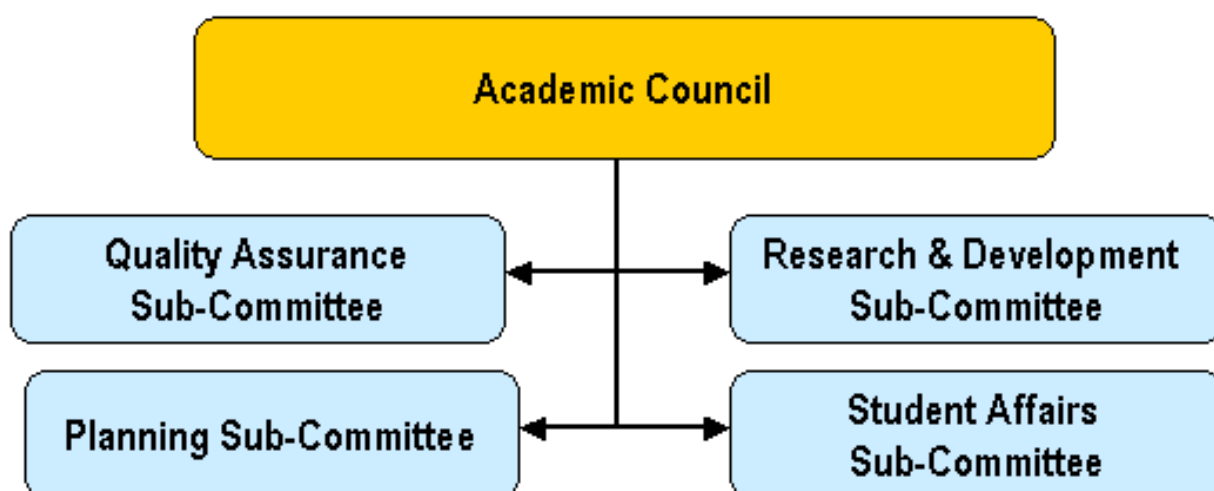 Academic Council
Quality Assurance
Sub-Committee
Research & Development
Sub-Committee
Planning Sub-Committee
Student Affairs
Sub-Committee